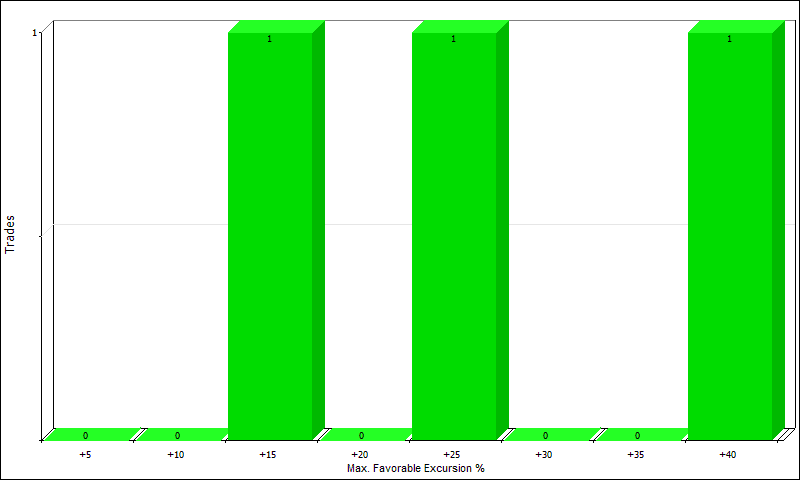 1
1 1 1
Trades
0 0 0 0 0
+5 +10 +15 +20 +25 +30 +35 +40
Max. Favorable Excursion %